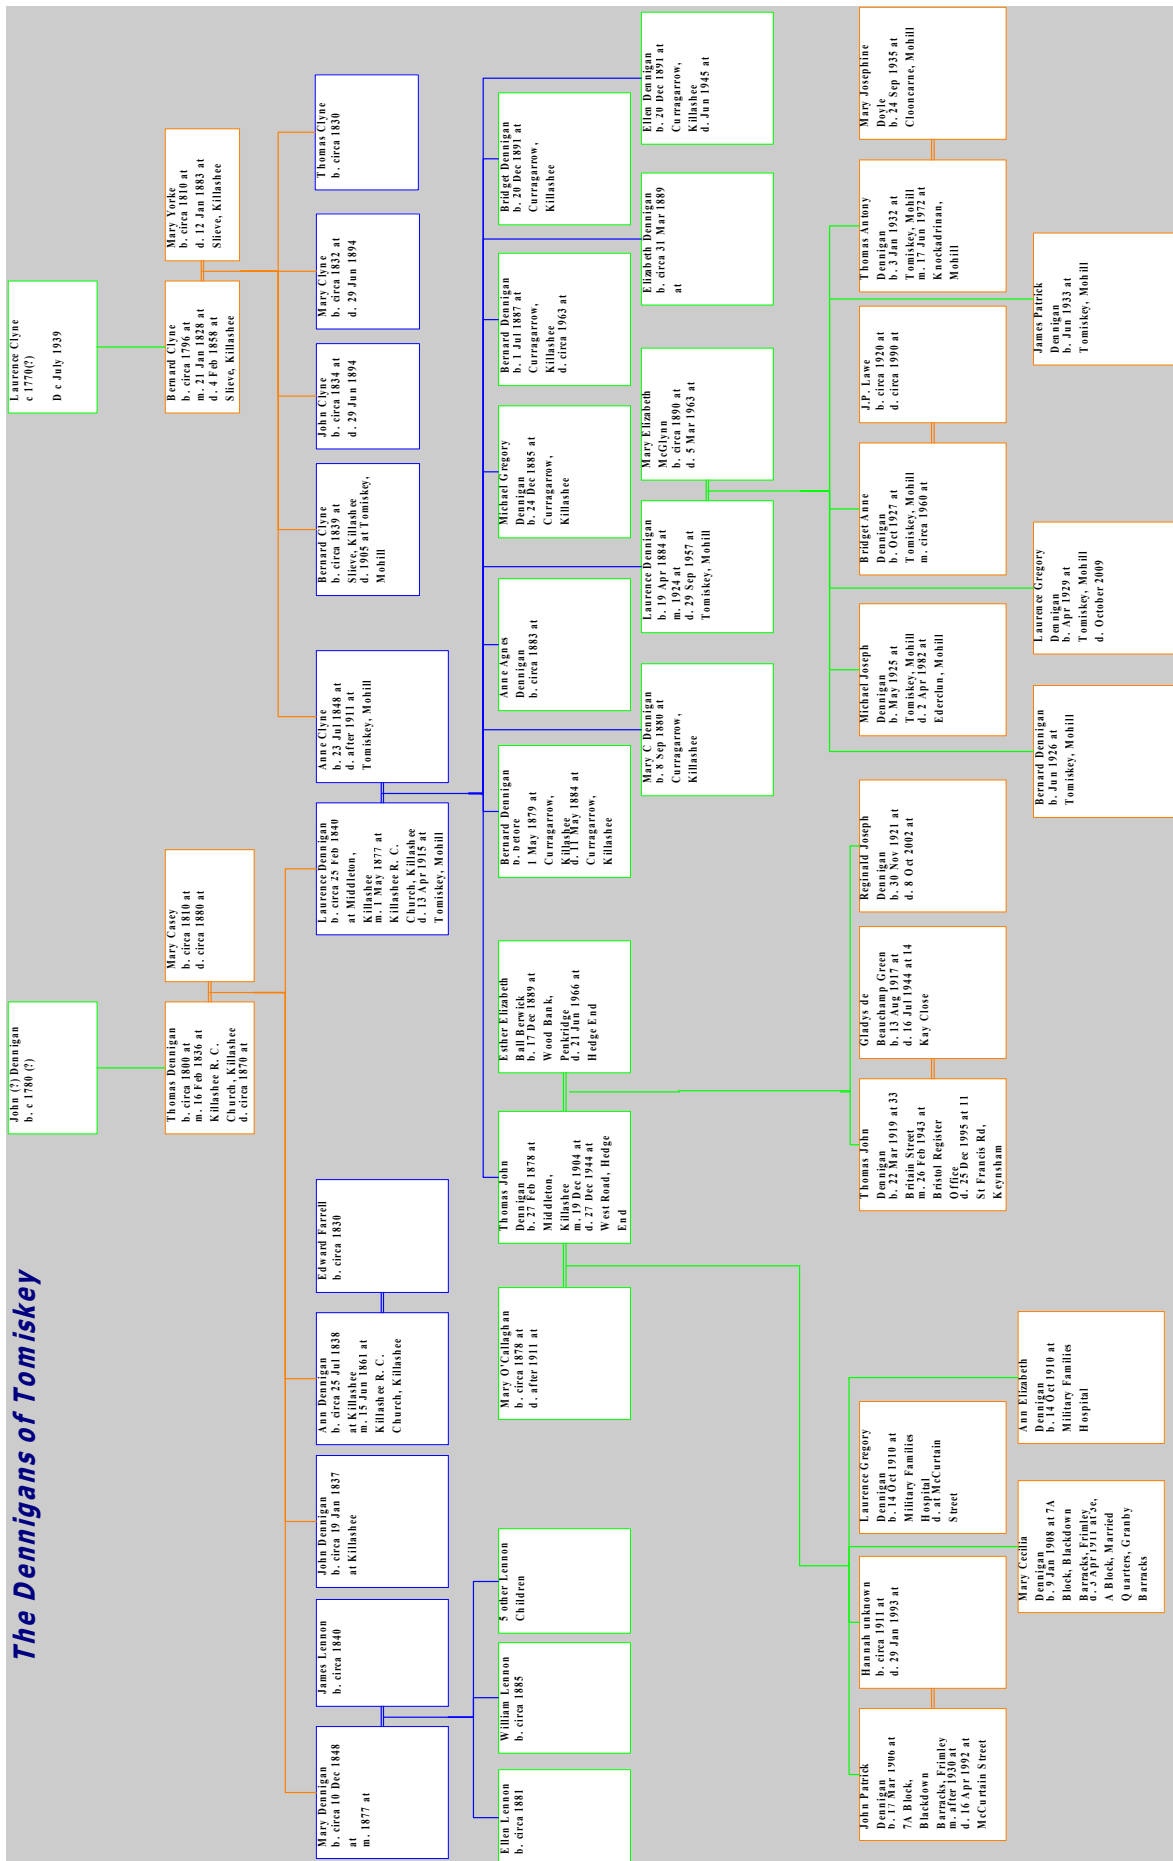 The Dennigans of Tomiskey
John (?) Dennigan
b. c 1780 (?)
Laurence Clyne
c 1770(?)
D c July 1939
Thomas Dennigan
b. circa 1800 at
m. 16 Feb 1836 at
Killashee R. C.
Church, Killashee
d. circa 1870 at
Mary Casey
b. circa 1810 at
d. circa 1880 at
Bernard Clyne
b. circa 1796 at
m. 21 Jan 1828 at
d. 4 Feb 1858 at
Slieve, Killashee
Mary Yorke
b. circa 1810 at
d. 12 Jan 1883 at
Slieve, Killashee
Mary Dennigan
b. circa 10 Dec 1848
at
m. 1877 at
James Lennon
b. circa 1840
John Dennigan
b. circa 19 Jan 1837
at Killashee
Ann Dennigan
b. circa 25 Jul 1838
at Killashee
m. 15 Jun 1861 at
Killashee R. C.
Church, Killashee
Edward Farrell
b. circa 1830
Laurence Dennigan
b. circa 25 Feb 1840
at Middleton,
Killashee
m. 1 May 1877 at
Killashee R. C.
Church, Killashee
d. 13 Apr 1915 at
Tomiskey, Mohill
Anne Clyne
b. 23 Jul 1848 at
d. after 1911 at
Tomiskey, Mohill
Bernard Clyne
b. circa 1839 at
Slieve, Killashee
d. 1905 at Tomiskey,
Mohill
John Clyne
b. circa 1834 at
d. 29 Jun 1894
Mary Clyne
b. circa 1832 at
d. 29 Jun 1894
Thomas Clyne
b. circa 1830
Ellen Lennon
b. circa 1881
William Lennon
b. circa 1885
5 other Lennon
Children
Mary O'Callaghan
b. circa 1878 at
d. after 1911 at
Thomas John
Dennigan
b. 27 Feb 1878 at
Middleton,
Killashee
m. 19 Dec 1904 at
d. 27 Dec 1944 at
West Road, Hedge
End
Esther Elizabeth
Ball Berwick
b. 17 Dec 1889 at
Wood Bank,
Penkridge
d. 21 Jun 1966 at
Hedge End
Bernard Dennigan
b. before
1 May 1879 at
Curragarrow,
Killashee
d. 11 May 1884 at
Curragarrow,
Killashee
Anne Agnes
Dennigan
b. circa 1883 at
Michael Gregory
Dennigan
b. 24 Dec 1885 at
Curragarrow,
Killashee
Bernard Dennigan
b. 1 Jul 1887 at
Curragarrow,
Killashee
d. circa 1963 at
Bridget Dennigan
b. 20 Dec 1891 at
Curragarrow,
Killashee
Mary C Dennigan
b. 8 Sep 1880 at
Curragarrow,
Killashee
Laurence Dennigan
b. 19 Apr 1884 at
m. 1924 at
d. 29 Sep 1957 at
Tomiskey, Mohill
Mary Elizabeth
McGlynn
b. circa 1890 at
d. 5 Mar 1963 at
Elizabeth Dennigan
b. circa 31 Mar 1889
at
Ellen Dennigan
b. 20 Dec 1891 at
Curragarrow,
Killashee
d. Jun 1945 at
John Patrick
Dennigan
b. 17 Mar 1906 at
7A Block,
Blackdown
Barracks, Frimley
m. after 1930 at
d. 16 Apr 1992 at
McCurtain Street
Hannah unknown
b. circa 1911 at
d. 29 Jan 1993 at
Laurence Gregory
Dennigan
b. 14 Oct 1910 at
Military Families
Hospital
d. at McCurtain
Street
Thomas John
Dennigan
b. 22 Mar 1919 at 33
Britain Street
m. 26 Feb 1943 at
Bristol Register
Office
d. 25 Dec 1995 at 11
St Francis Rd,
Keynsham
Gladys de
Beauchamp Green
b. 13 Aug 1917 at
d. 16 Jul 1944 at 14
Kay Close
Reginald Joseph
Dennigan
b. 30 Nov 1921 at
d. 8 Oct 2002 at
Michael Joseph
Dennigan
b. May 1925 at
Tomiskey, Mohill
d. 2 Apr 1982 at
Ederclun, Mohill
Bridget Anne
Dennigan
b. Oct 1927 at
Tomiskey, Mohill
m. circa 1960 at
J.P. Lawe
b. circa 1920 at
d. circa 1990 at
Thomas Antony
Dennigan
b. 3 Jan 1932 at
Tomiskey, Mohill
m. 17 Jun 1972 at
Knockadrinan,
Mohill
Mary Josephine
Doyle
b. 24 Sep 1935 at
Clooncarne, Mohill
Mary Cecilia
Dennigan
b. 9 Jan 1908 at 7A
Block, Blackdown
Barracks, Frimley
d. 3 Apr 1911 at 5e,
A Block, Married
Quarters, Granby
Barracks
Ann Elizabeth
Dennigan
b. 14 Oct 1910 at
Military Families
Hospital
Bernard Dennigan
b. Jun 1926 at
Tomiskey, Mohill
Laurence Gregory
Dennigan
b. Apr 1929 at
Tomiskey, Mohill
d. October 2009
James Patrick
Dennigan
b. Jun 1933 at
Tomiskey, Mohill